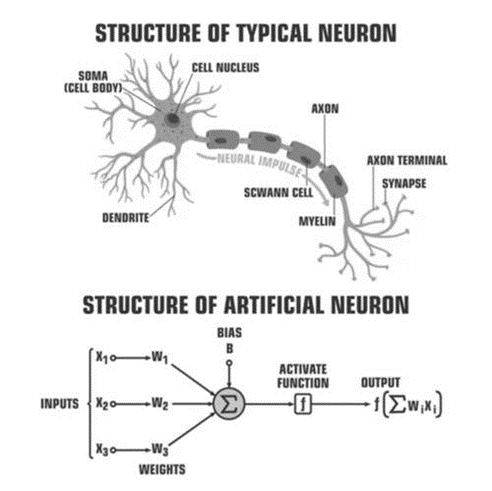 STRUCTURE OF TYPICAL NEURON
SOMA
(CELL BODY)
CELL NUCLEUS
AXON
AXON TERMINAL
SYNAPSE
NEURAL IMPULSE
SCWANN CELL
DENDRITE
MYELIN
STRUCTURE OF ARTIFICIAL NEURON
BIAS
B
X₁ W₁
ACTIVATE
FUNCTION
OUTPUT
INPUTS X₂ W₂ Σ f f(ΣWᵢXᵢ)
X₃ W₃
WEIGHTS